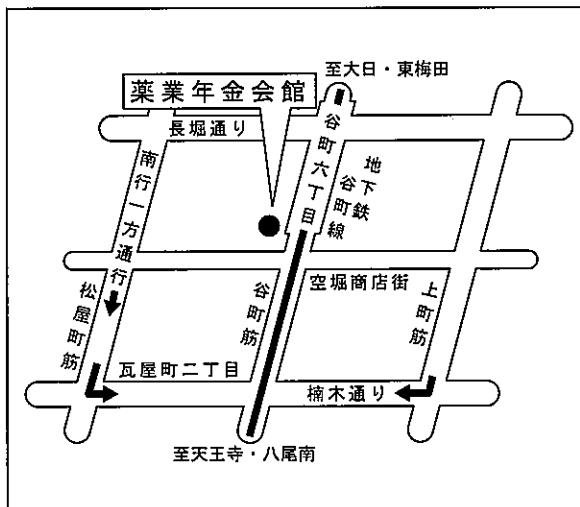 至大日・東梅田
薬業年金会館
長堀通り
谷町六丁目
地下鉄
谷町線
南行一方通行
空堀商店街
松屋町筋
谷町筋
上町筋
瓦屋町二丁目
楠木通り
至天王寺・八尾南